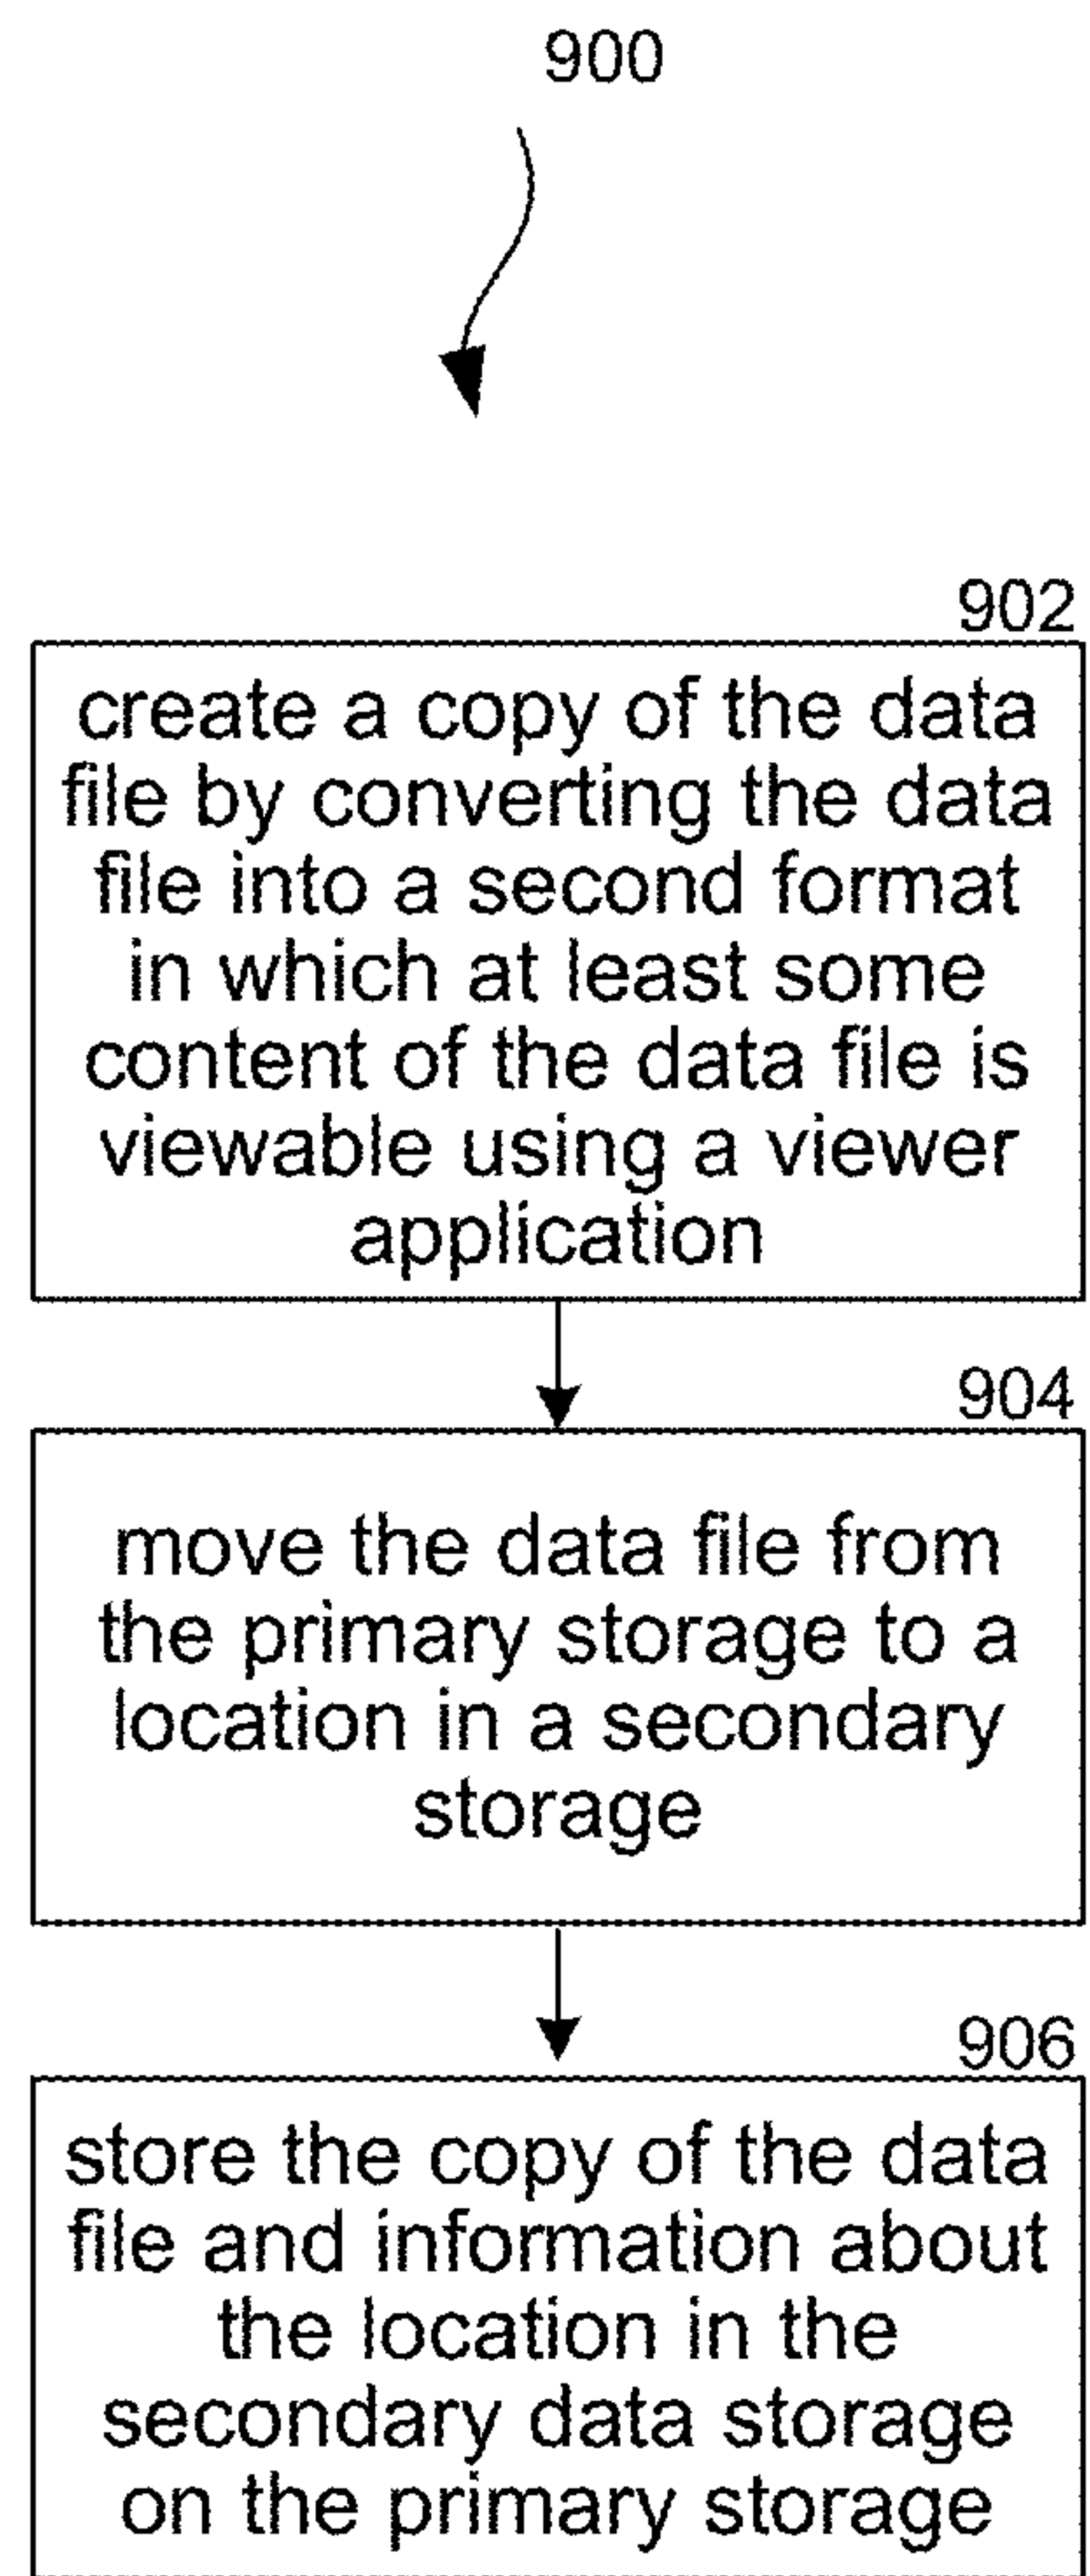 900
902
create a copy of the data
file by converting the data
file into a second format
in which at least some
content of the data file is
viewable using a viewer
application
904
move the data file from
the primary storage to a
location in a secondary
storage
906
store the copy of the data
file and information about
the location in the
secondary data storage
on the primary storage